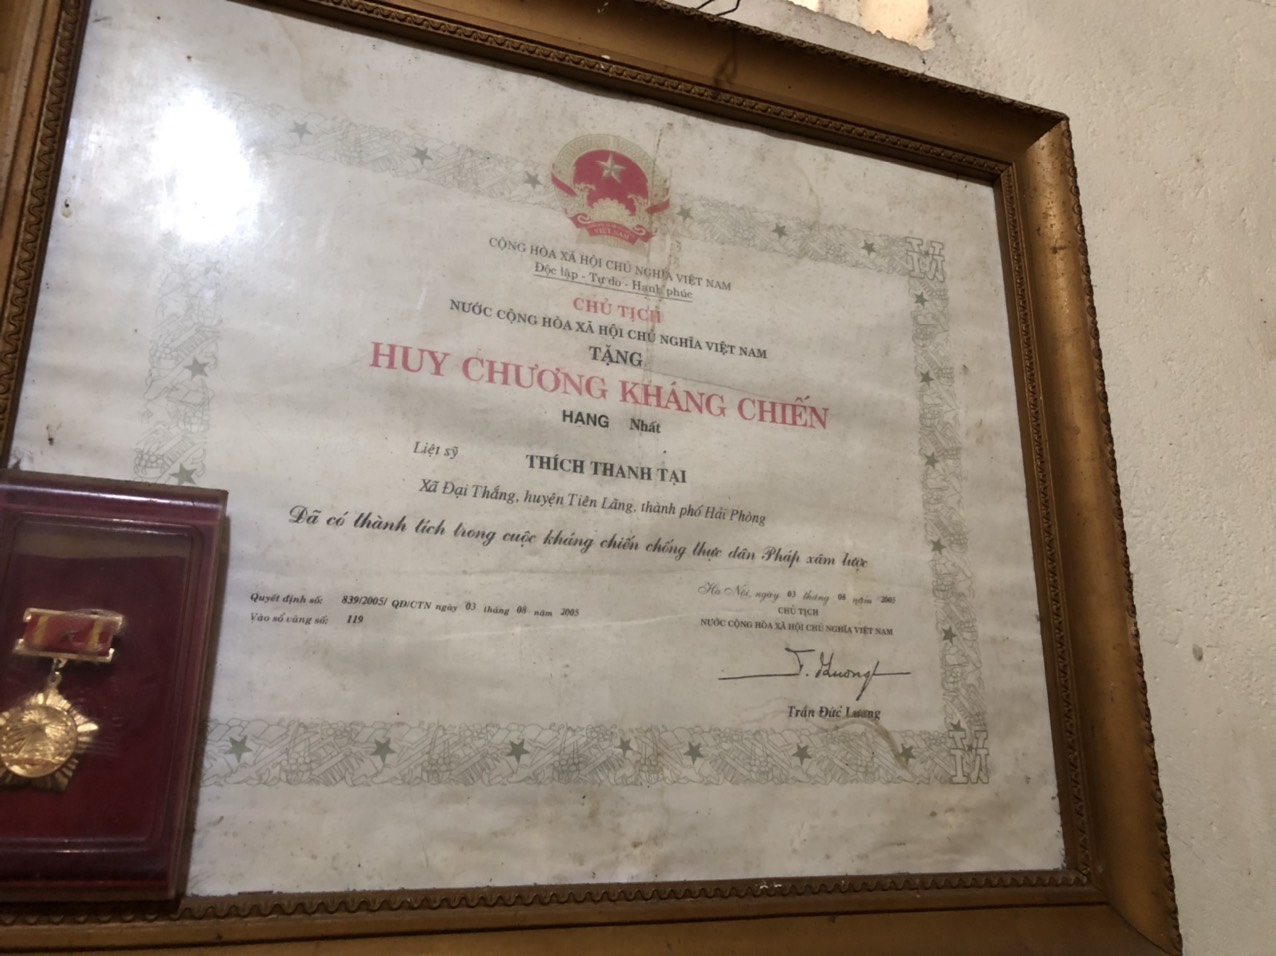 VIỆT NAM
CỘNG HÒA XÃ HỘI CHỦ NGHĨA VIỆT NAM
Độc lập - Tự do - Hạnh phúc
CHỦ TỊCH
NƯỚC CỘNG HÒA XÃ HỘI CHỦ NGHĨA VIỆT NAM
TẶNG
HUY CHƯƠNG KHÁNG CHIẾN
HẠNG Nhất
Liệt sỹ THÍCH THANH TẠI
Xã Đại Thắng, huyện Tiên Lãng, thành phố Hải Phòng
Đã có thành tích trong cuộc kháng chiến chống thực dân Pháp xâm lược
Quyết định số: 839/2005/ QĐ/CTN ngày 03 tháng 08 năm 2005
Vào sổ vàng số: 119
Hà Nội, ngày 03 tháng 08 năm 2005
CHỦ TỊCH
NƯỚC CỘNG HÒA XÃ HỘI CHỦ NGHĨA VIỆT NAM
T. Lương
Trần Đức Lương